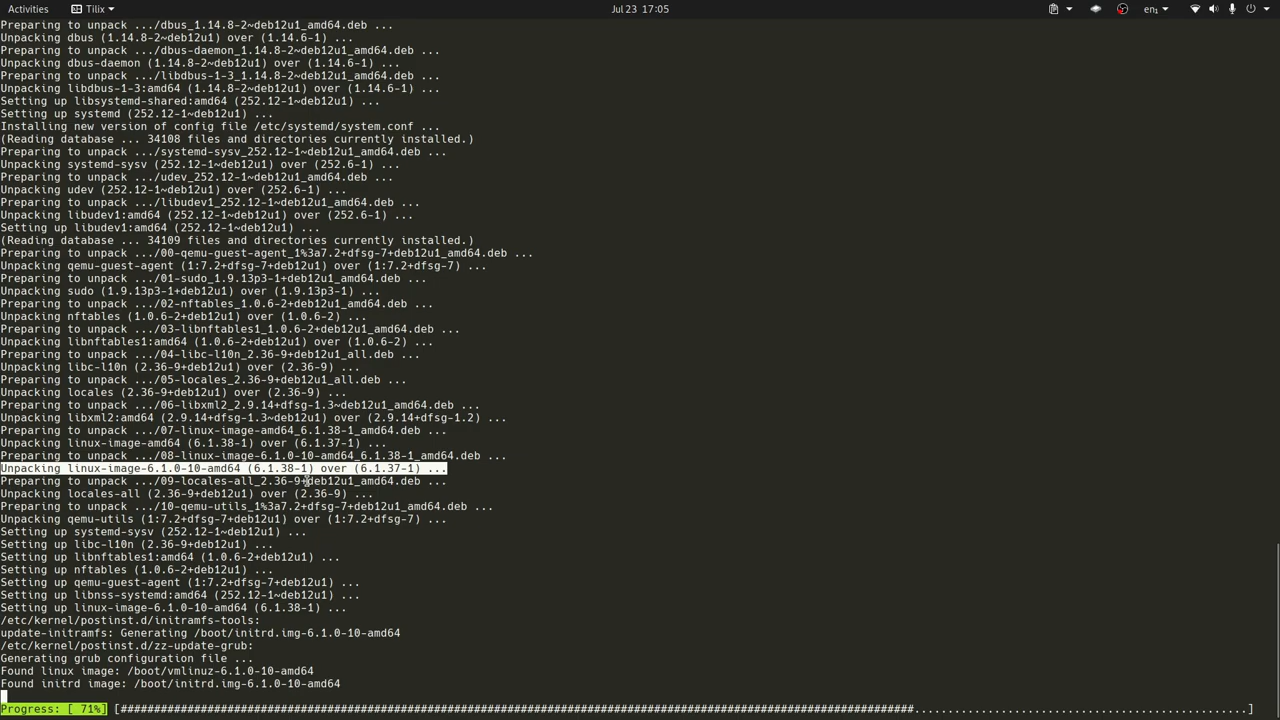 Activities Tilix Jul 23 17:05 en₁
Preparing to unpack .../dbus_1.14.8-2~deb12u1_amd64.deb ...
Unpacking dbus (1.14.8-2~deb12u1) over (1.14.6-1) ...
Preparing to unpack .../dbus-daemon_1.14.8-2~deb12u1_amd64.deb ...
Unpacking dbus-daemon (1.14.8-2~deb12u1) over (1.14.6-1) ...
Preparing to unpack .../libdbus-1-3_1.14.8-2~deb12u1_amd64.deb ...
Unpacking libdbus-1-3:amd64 (1.14.8-2~deb12u1) over (1.14.6-1) ...
Setting up libsystemd-shared:amd64 (252.12-1~deb12u1) ...
Setting up systemd (252.12-1~deb12u1) ...
Installing new version of config file /etc/systemd/system.conf ...
(Reading database ... 34108 files and directories currently installed.)
Preparing to unpack .../systemd-sysv_252.12-1~deb12u1_amd64.deb ...
Unpacking systemd-sysv (252.12-1~deb12u1) over (252.6-1) ...
Preparing to unpack .../udev_252.12-1~deb12u1_amd64.deb ...
Unpacking udev (252.12-1~deb12u1) over (252.6-1) ...
Preparing to unpack .../libudev1_252.12-1~deb12u1_amd64.deb ...
Unpacking libudev1:amd64 (252.12-1~deb12u1) over (252.6-1) ...
Setting up libudev1:amd64 (252.12-1~deb12u1) ...
(Reading database ... 34109 files and directories currently installed.)
Preparing to unpack .../00-qemu-guest-agent_1%3a7.2+dfsg-7+deb12u1_amd64.deb ...
Unpacking qemu-guest-agent (1:7.2+dfsg-7+deb12u1) over (1:7.2+dfsg-7) ...
Preparing to unpack .../01-sudo_1.9.13p3-1+deb12u1_amd64.deb ...
Unpacking sudo (1.9.13p3-1+deb12u1) over (1.9.13p3-1) ...
Preparing to unpack .../02-nftables_1.0.6-2+deb12u1_amd64.deb ...
Unpacking nftables (1.0.6-2+deb12u1) over (1.0.6-2) ...
Preparing to unpack .../03-libnftables1_1.0.6-2+deb12u1_amd64.deb ...
Unpacking libnftables1:amd64 (1.0.6-2+deb12u1) over (1.0.6-2) ...
Preparing to unpack .../04-libc-l10n_2.36-9+deb12u1_all.deb ...
Unpacking libc-l10n (2.36-9+deb12u1) over (2.36-9) ...
Preparing to unpack .../05-locales_2.36-9+deb12u1_all.deb ...
Unpacking locales (2.36-9+deb12u1) over (2.36-9) ...
Preparing to unpack .../06-libxml2_2.9.14+dfsg-1.3~deb12u1_amd64.deb ...
Unpacking libxml2:amd64 (2.9.14+dfsg-1.3~deb12u1) over (2.9.14+dfsg-1.2) ...
Preparing to unpack .../07-linux-image-amd64_6.1.38-1_amd64.deb ...
Unpacking linux-image-amd64 (6.1.38-1) over (6.1.37-1) ...
Preparing to unpack .../08-linux-image-6.1.0-10-amd64_6.1.38-1_amd64.deb ...
Unpacking linux-image-6.1.0-10-amd64 (6.1.38-1) over (6.1.37-1) ...
Preparing to unpack .../09-locales-all_2.36-9+deb12u1_amd64.deb ...
Unpacking locales-all (2.36-9+deb12u1) over (2.36-9) ...
Preparing to unpack .../10-qemu-utils_1%3a7.2+dfsg-7+deb12u1_amd64.deb ...
Unpacking qemu-utils (1:7.2+dfsg-7+deb12u1) over (1:7.2+dfsg-7) ...
Setting up systemd-sysv (252.12-1~deb12u1) ...
Setting up libc-l10n (2.36-9+deb12u1) ...
Setting up libnftables1:amd64 (1.0.6-2+deb12u1) ...
Setting up nftables (1.0.6-2+deb12u1) ...
Setting up qemu-guest-agent (1:7.2+dfsg-7+deb12u1) ...
Setting up libnss-systemd:amd64 (252.12-1~deb12u1) ...
Setting up linux-image-6.1.0-10-amd64 (6.1.38-1) ...
/etc/kernel/postinst.d/initramfs-tools:
update-initramfs: Generating /boot/initrd.img-6.1.0-10-amd64
/etc/kernel/postinst.d/zz-update-grub:
Generating grub configuration file ...
Found linux image: /boot/vmlinuz-6.1.0-10-amd64
Found initrd image: /boot/initrd.img-6.1.0-10-amd64
Progress: [ 71%] [#######################################################################################################################..................................................]